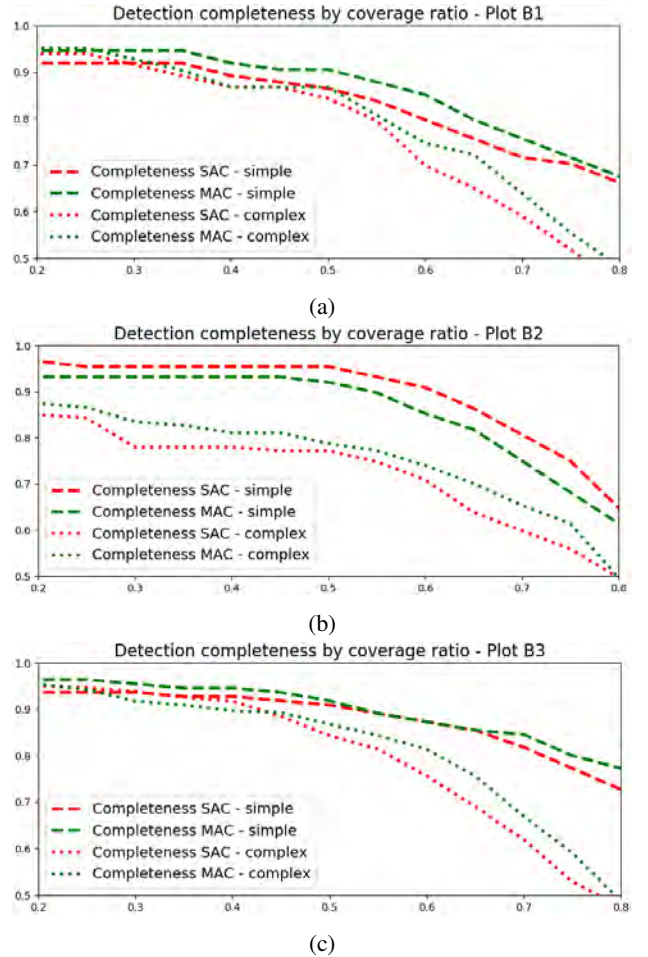 Detection completeness by coverage ratio - Plot B1
1.0
0.9
0.8
0.7
0.6
0.5
Completeness SAC - simple
Completeness MAC - simple
Completeness SAC - complex
Completeness MAC - complex
0.2 0.3 0.4 0.5 0.6 0.7 0.8
(a)
Detection completeness by coverage ratio - Plot B2
1.0
0.9
0.8
0.7
0.6
0.5
Completeness SAC - simple
Completeness MAC - simple
Completeness SAC - complex
Completeness MAC - complex
0.2 0.3 0.4 0.5 0.6 0.7 0.8
(b)
Detection completeness by coverage ratio - Plot B3
1.0
0.9
0.8
0.7
0.6
0.5
Completeness SAC - simple
Completeness MAC - simple
Completeness SAC - complex
Completeness MAC - complex
0.2 0.3 0.4 0.5 0.6 0.7 0.8
(c)